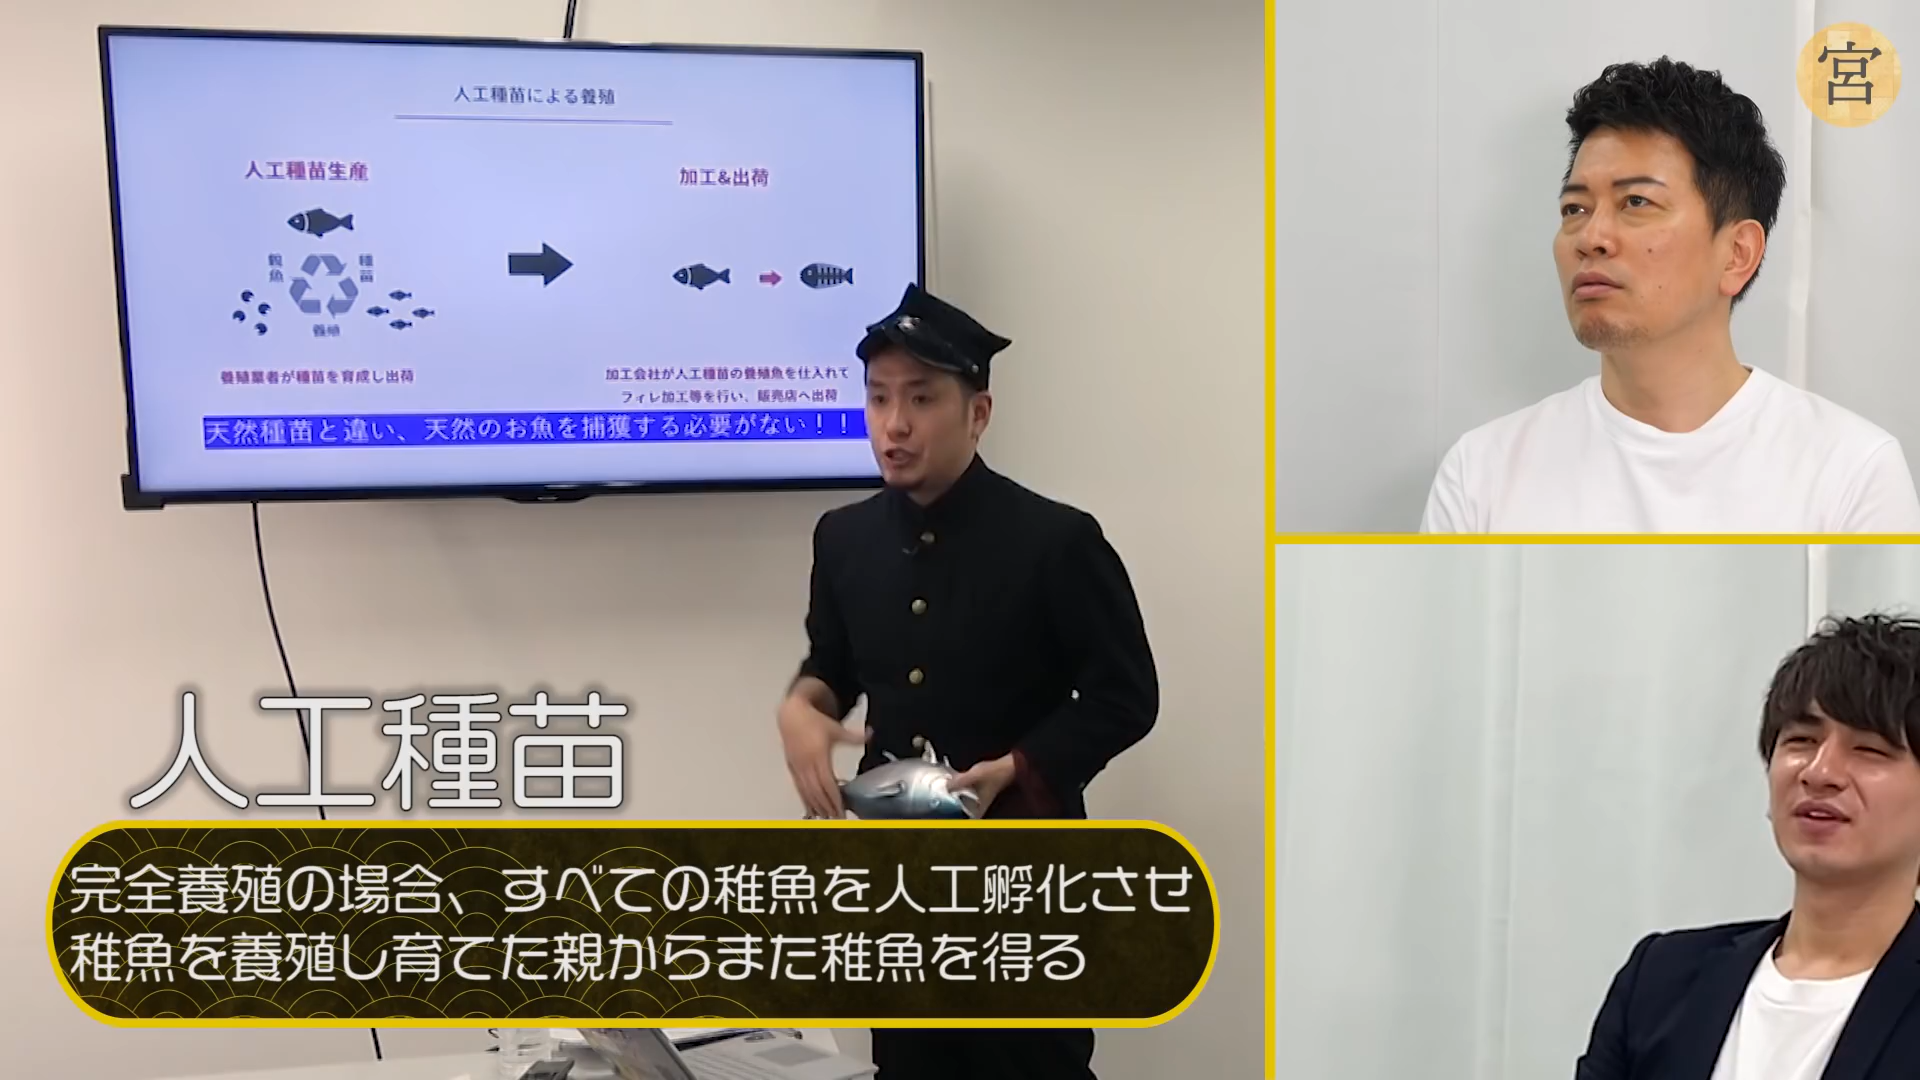 宮
人工種苗による養殖
人工種苗生産
加工&出荷
親魚
種苗
養殖
養殖業者が種苗を育成し出荷
加工会社が人工種苗の養殖魚を仕入れて
フィレ加工等を行い、販売店へ出荷
天然種苗と違い、天然のお魚を捕獲する必要がない！！
人工種苗
完全養殖の場合、すべての稚魚を人工孵化させ
稚魚を養殖し育てた親からまた稚魚を得る